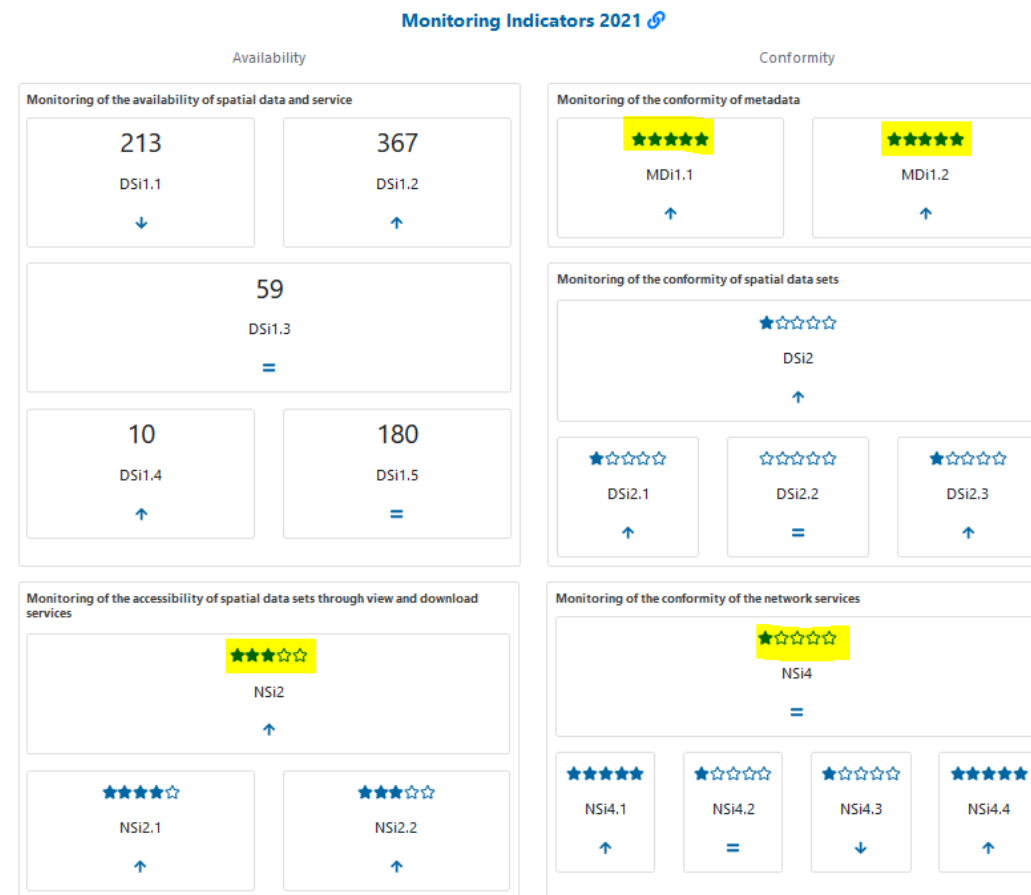 Monitoring Indicators 2021
Availability
Conformity
Monitoring of the availability of spatial data and service
213
DSi1.1
367
DSi1.2
59
DSi1.3
=
10
DSi1.4
180
DSi1.5
=
Monitoring of the conformity of metadata
MDi1.1
MDi1.2
Monitoring of the conformity of spatial data sets
DSi2
DSi2.1
DSi2.2
=
DSi2.3
Monitoring of the accessibility of spatial data sets through view and download
services
NSi2
NSi2.1
NSi2.2
Monitoring of the conformity of the network services
NSi4
=
NSi4.1
NSi4.2
=
NSi4.3
NSi4.4